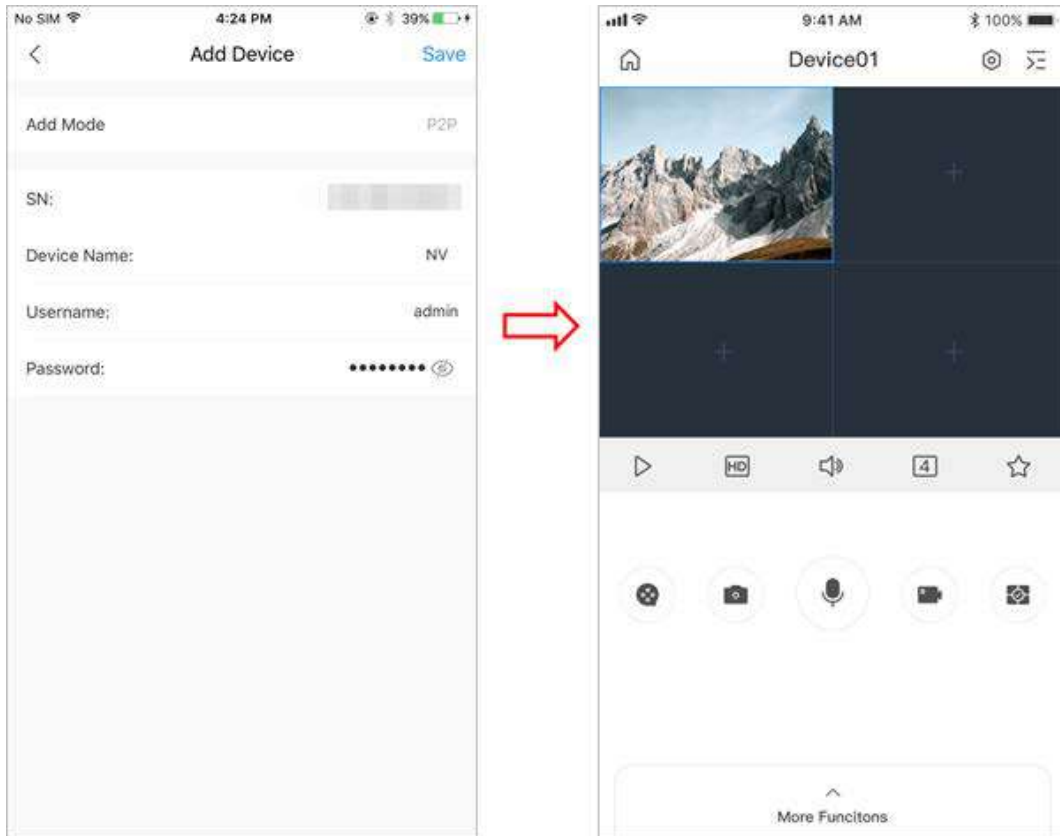 No SIM 4:24 PM 39%
Add Device Save
Add Mode P2P
SN:
Device Name: NV
Username: admin
Password: ••••••••
9:41 AM 100%
Device01
HD 4
More Funcitons